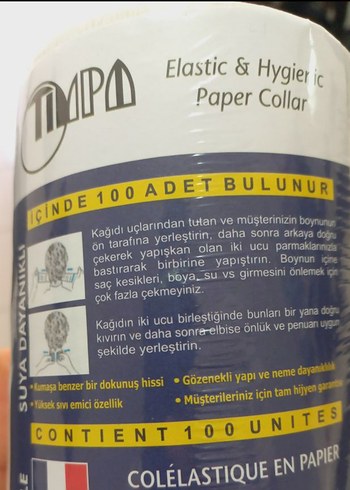 TIMPA
Elastic & Hygienic
Paper Collar
İÇİNDE 100 ADET BULUNUR
Kağıdı uçlarından tutan ve müşterinizin boynunun
ön tarafına yerleştirin, daha sonra arkaya doğru
çekerek yapışkan olan iki ucu parmaklarınızla
bastırarak birbirine yapıştırın. Boynun içine
saç kesikleri, boya, su vs girmesini önlemek için
çok fazla çekmeyiniz.
Kağıdın iki ucu birleştiğinde bunları bir yana doğru
kıvırın ve daha sonra elbise önlük ve penuarı uygun
şekilde yerleştirin.
•Kumaşa benzer bir dokunuş hissi
•Yüksek sıvı emici özellik
•Gözenekli yapı ve neme dayanıklılık
•Müşterileriniz için tam hijyen garantisi
SUYA DAYANIKLI
CONTIENT 100 UNITES
COLÉLASTIQUE EN PAPIER